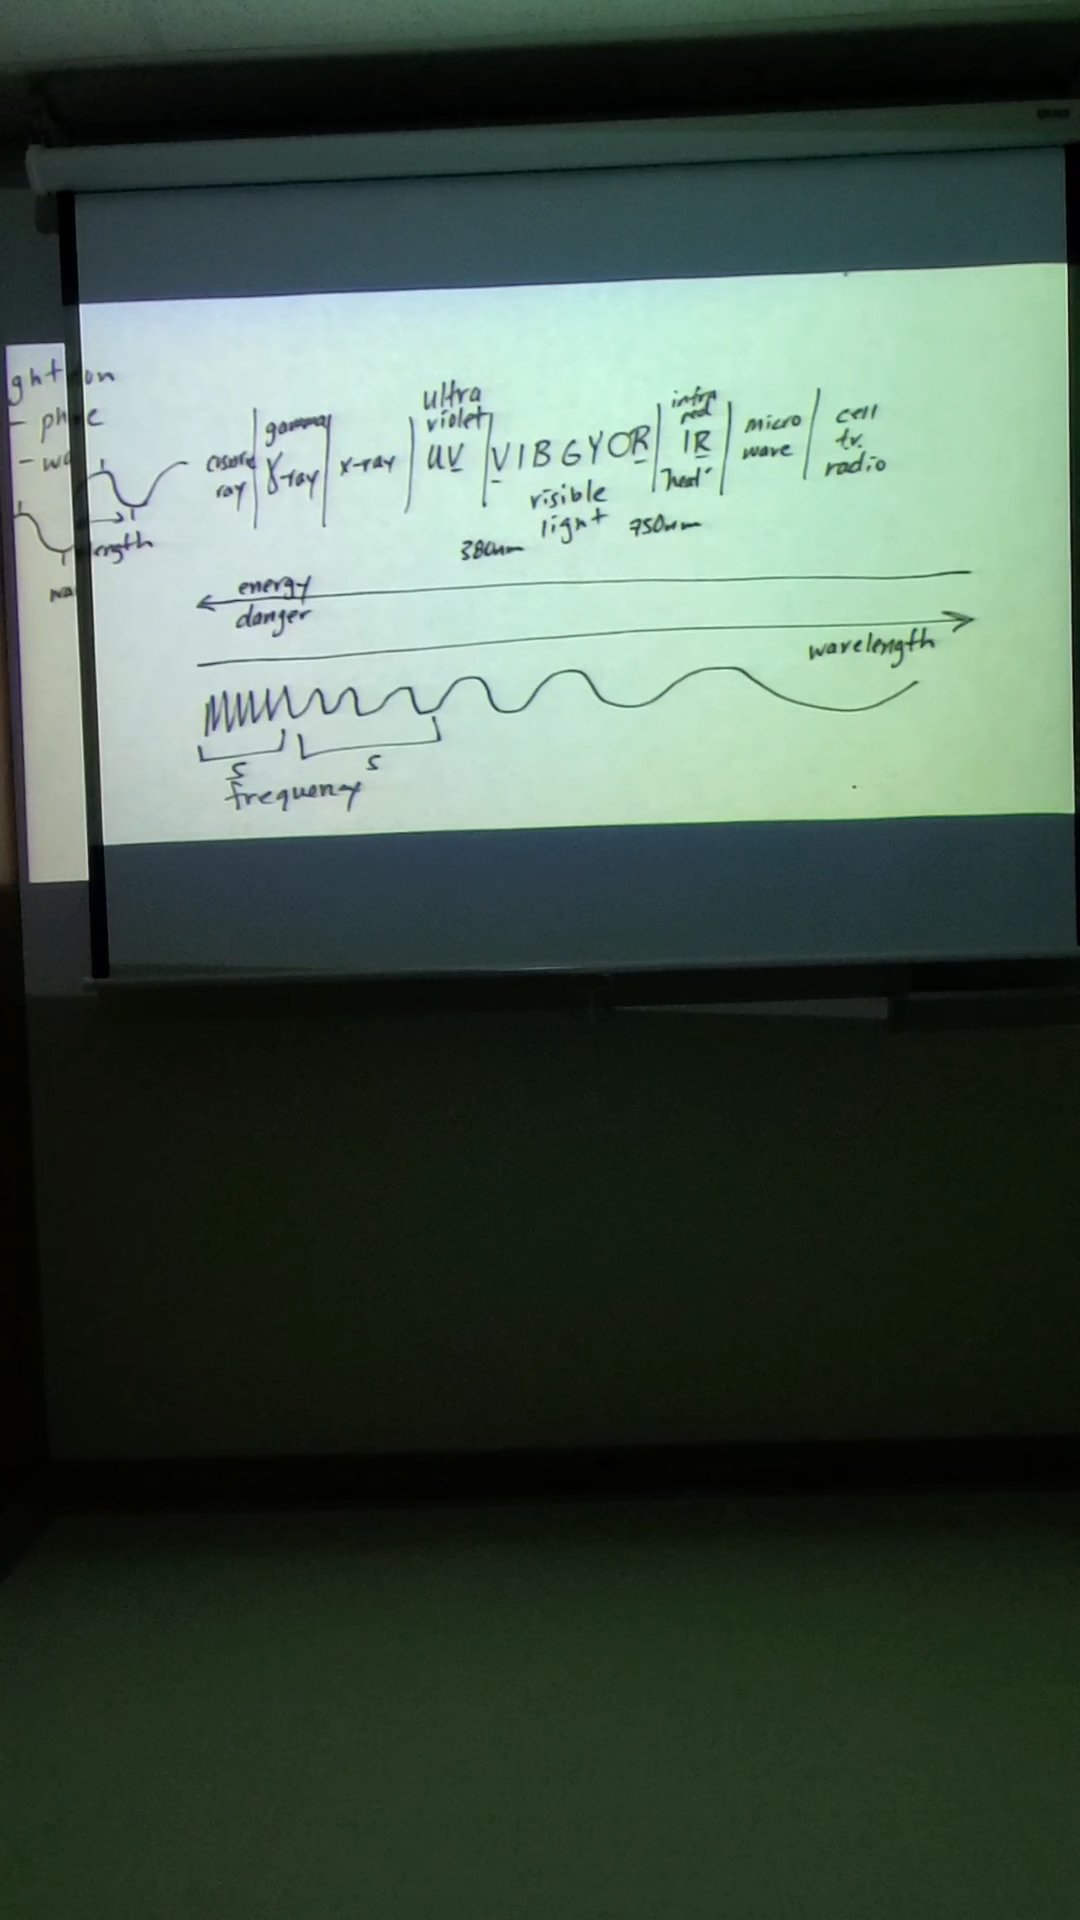 ultra
violet
infra
red
gamma
cell
tv.
radio
micro
wave
cosmic
ray
γ-ray
x-ray
UV
VIBGYOR
IR
"heat"
visible
light
380nm
750nm
length
energy
danger
wavelength
s
s
frequency